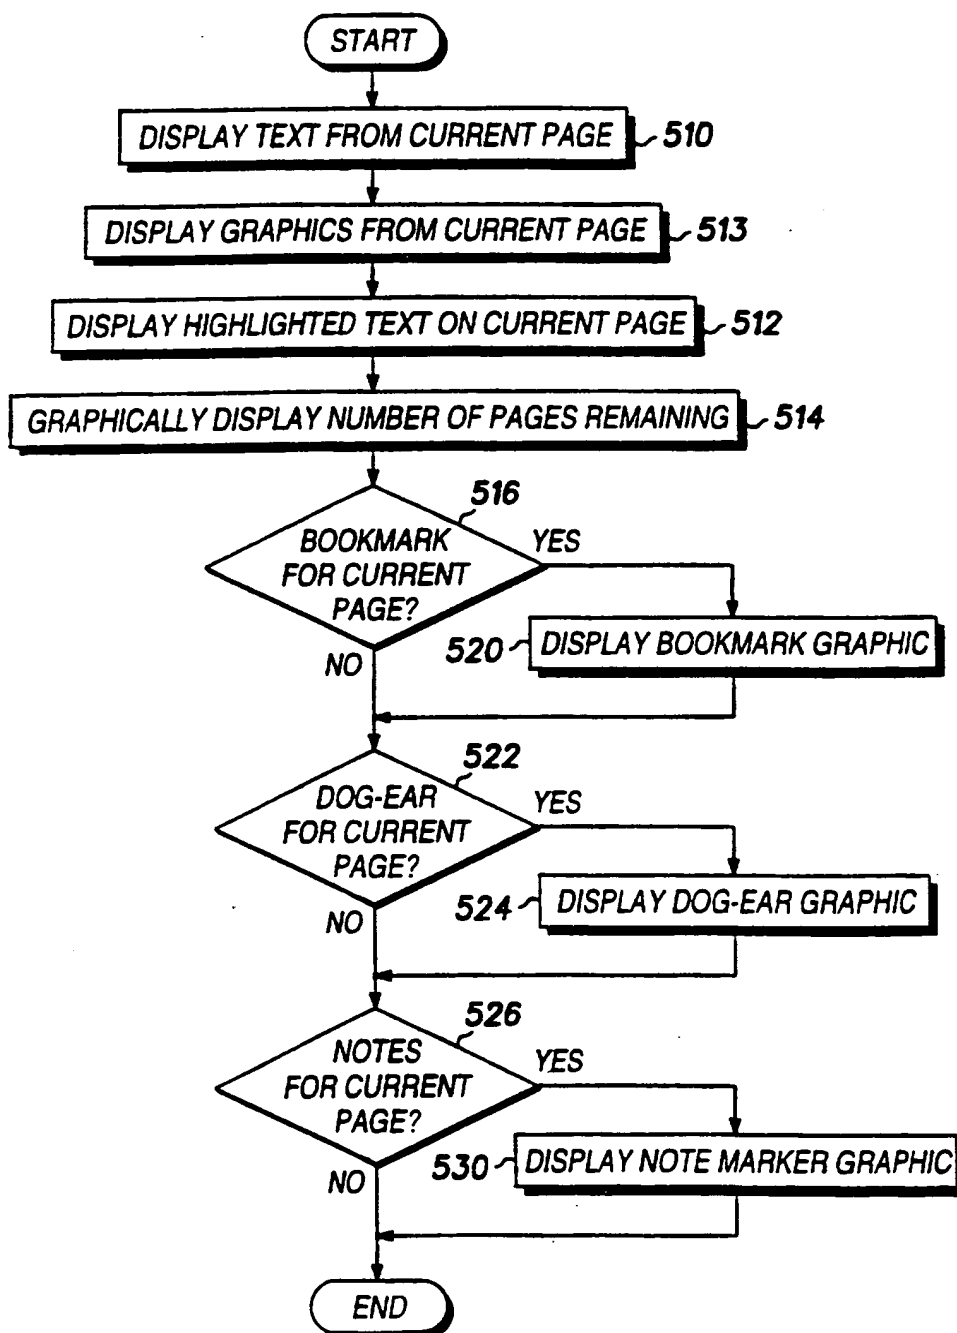 START
DISPLAY TEXT FROM CURRENT PAGE 510
DISPLAY GRAPHICS FROM CURRENT PAGE 513
DISPLAY HIGHLIGHTED TEXT ON CURRENT PAGE 512
GRAPHICALLY DISPLAY NUMBER OF PAGES REMAINING 514
516
BOOKMARK
FOR CURRENT
PAGE?
YES
NO
520 DISPLAY BOOKMARK GRAPHIC
522
DOG-EAR
FOR CURRENT
PAGE?
YES
NO
524 DISPLAY DOG-EAR GRAPHIC
526
NOTES
FOR CURRENT
PAGE?
YES
NO
530 DISPLAY NOTE MARKER GRAPHIC
END